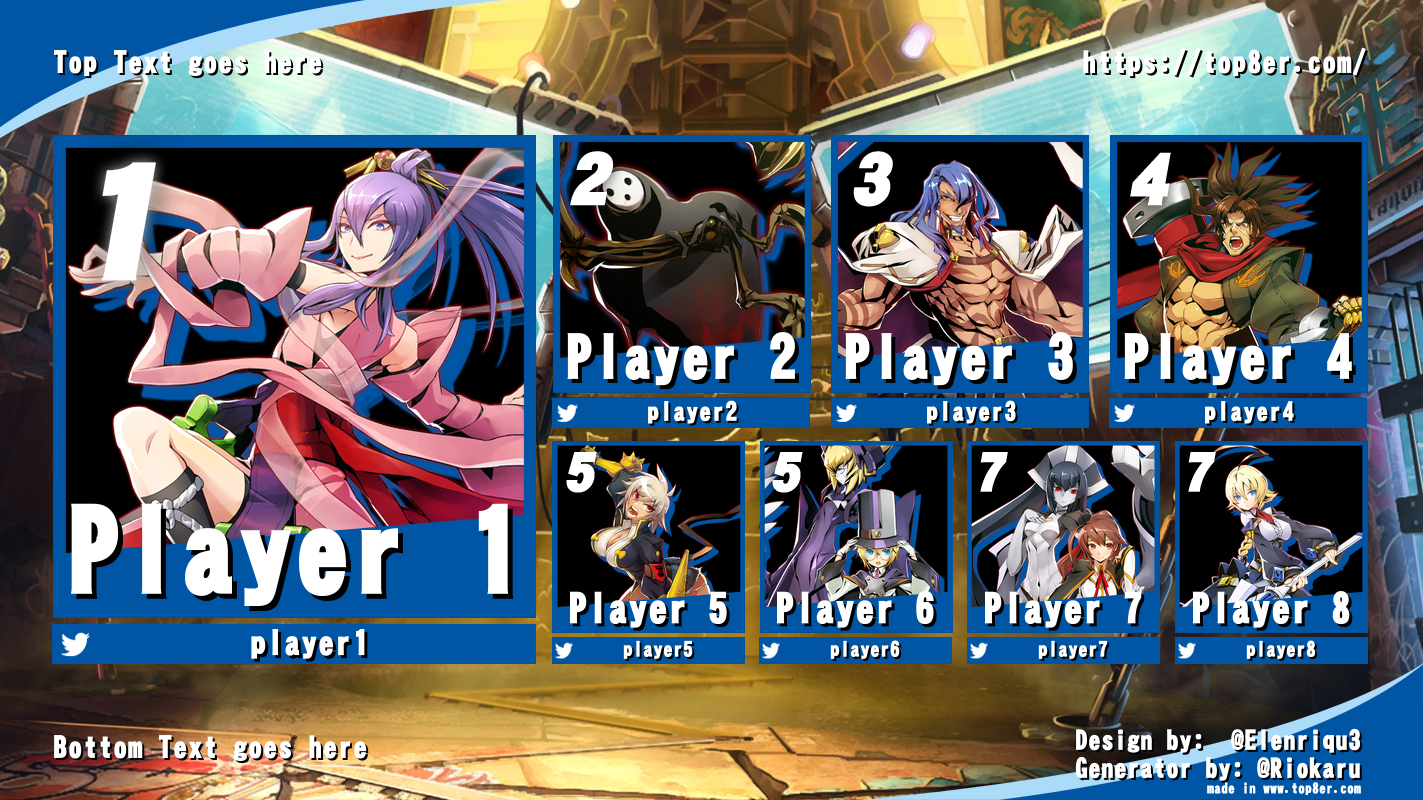 Top Text goes here
https://top8er.com/
1
Player 1
player1
2
Player 2
player2
3
Player 3
player3
4
Player 4
player4
5
Player 5
player5
5
Player 6
player6
7
Player 7
player7
7
Player 8
player8
Bottom Text goes here
Design by: @Elenriqu3
Generator by: @Riokaru
made in www.top8er.com